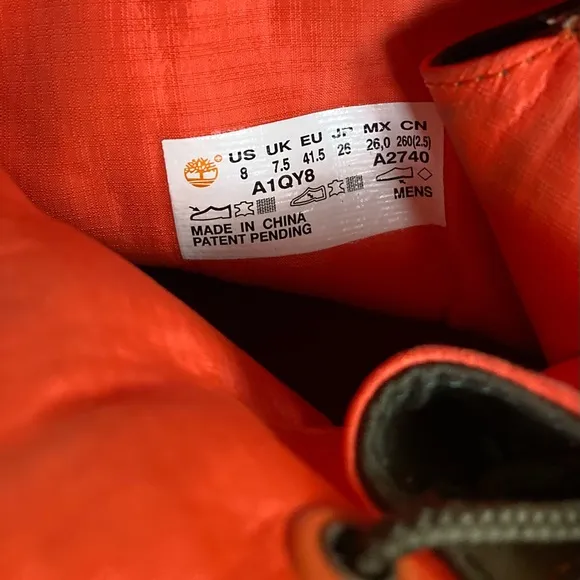 US UK EU JP MX CN
8 7.5 41.5 26 26,0 260(2.5)
A1QY8 A2740
MENS
MADE IN CHINA
PATENT PENDING